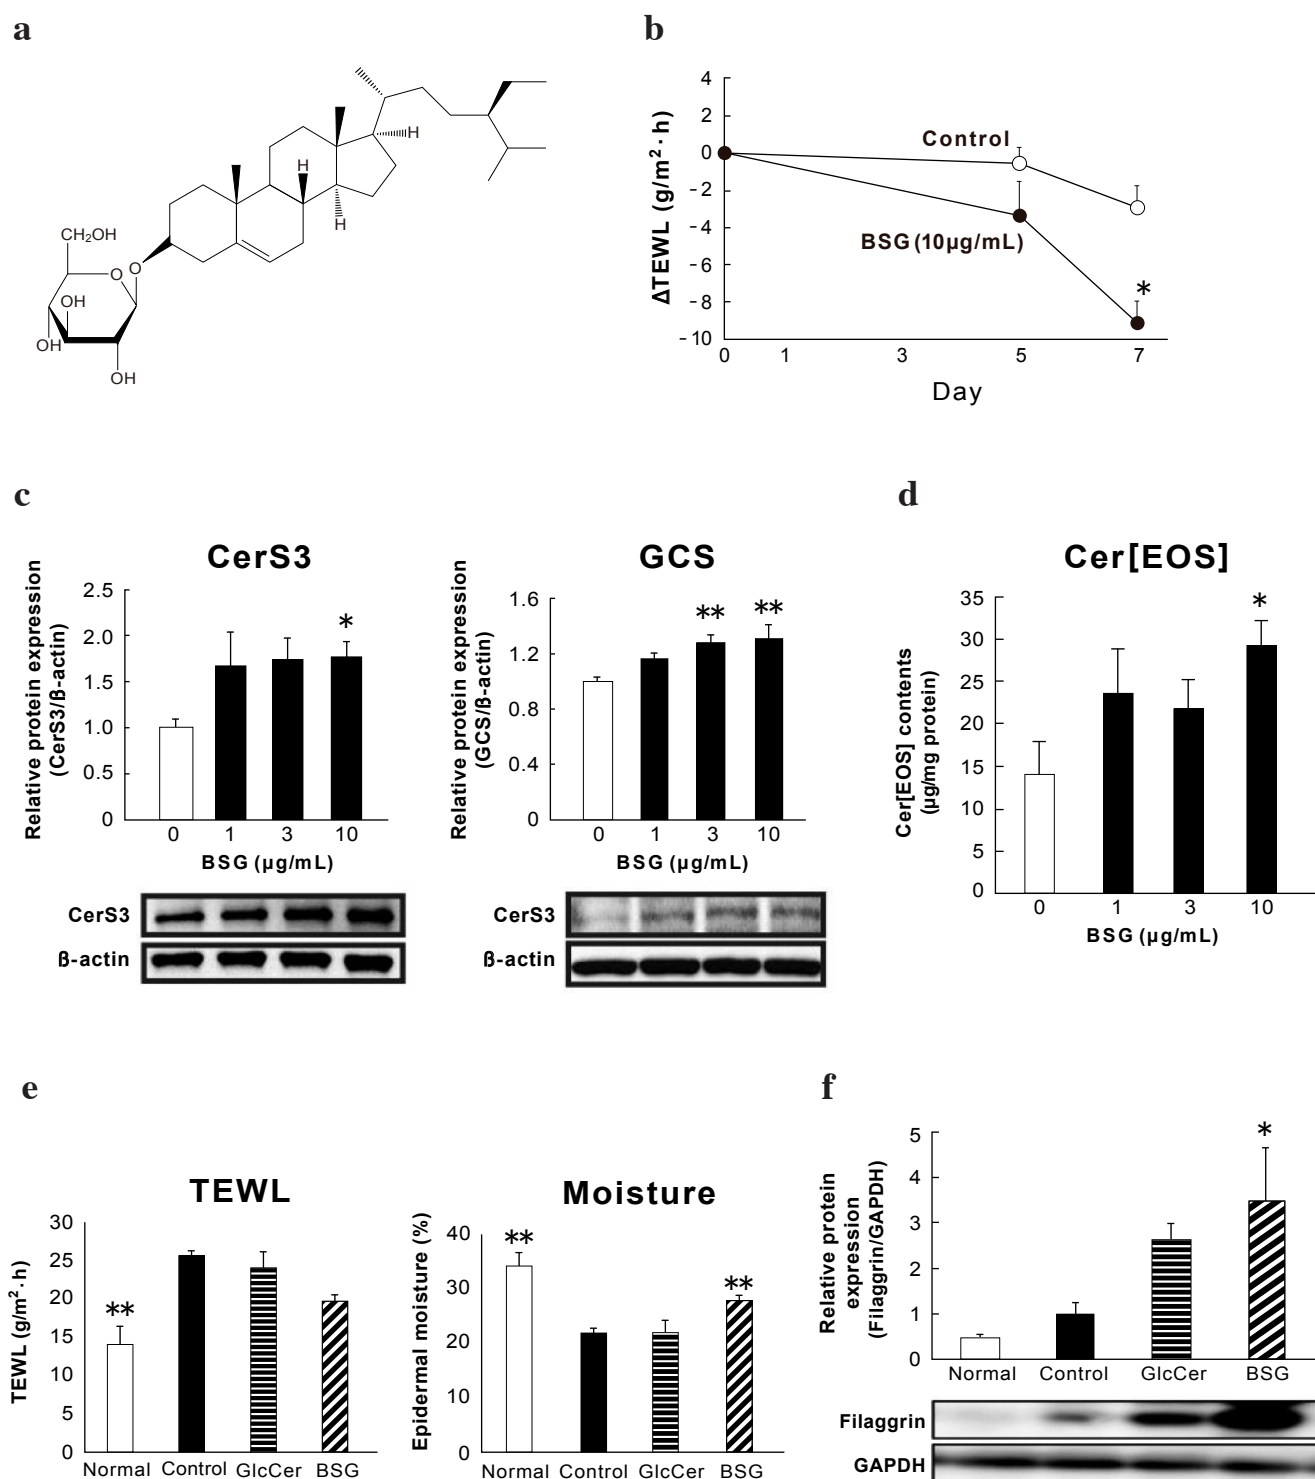 a
H
H
H
CH₂OH
O
O
OH
OH
OH
b
4
2
0
-2
-4
-6
-8
-10
ΔTEWL (g/m²·h)
Control
BSG (10µg/mL)
*
0 1 3 5 7
Day
c
CerS3
Relative protein expression
(CerS3/ß-actin)
2.5
2.0
1.5
1.0
0.5
0
*
0 1 3 10
BSG (µg/mL)
CerS3
ß-actin
GCS
Relative protein expression
(GCS/ß-actin)
1.6
1.2
0.8
0.4
0
** **
0 1 3 10
BSG (µg/mL)
CerS3
ß-actin
d
Cer[EOS]
Cer[EOS] contents
(µg/mg protein)
35
30
25
20
15
10
5
0
*
0 1 3 10
BSG (µg/mL)
e
TEWL
TEWL (g/m²·h)
30
25
20
15
10
5
0
**
Normal Control GlcCer BSG
Moisture
Epidermal moisture (%)
40
30
20
10
0
** **
Normal Control GlcCer BSG
f
Relative protein
expression
(Filaggrin/GAPDH)
5
4
3
2
1
0
*
Normal Control GlcCer BSG
Filaggrin
GAPDH